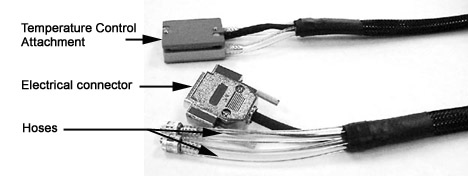 Temperature Control
Attachment
Electrical connector
Hoses